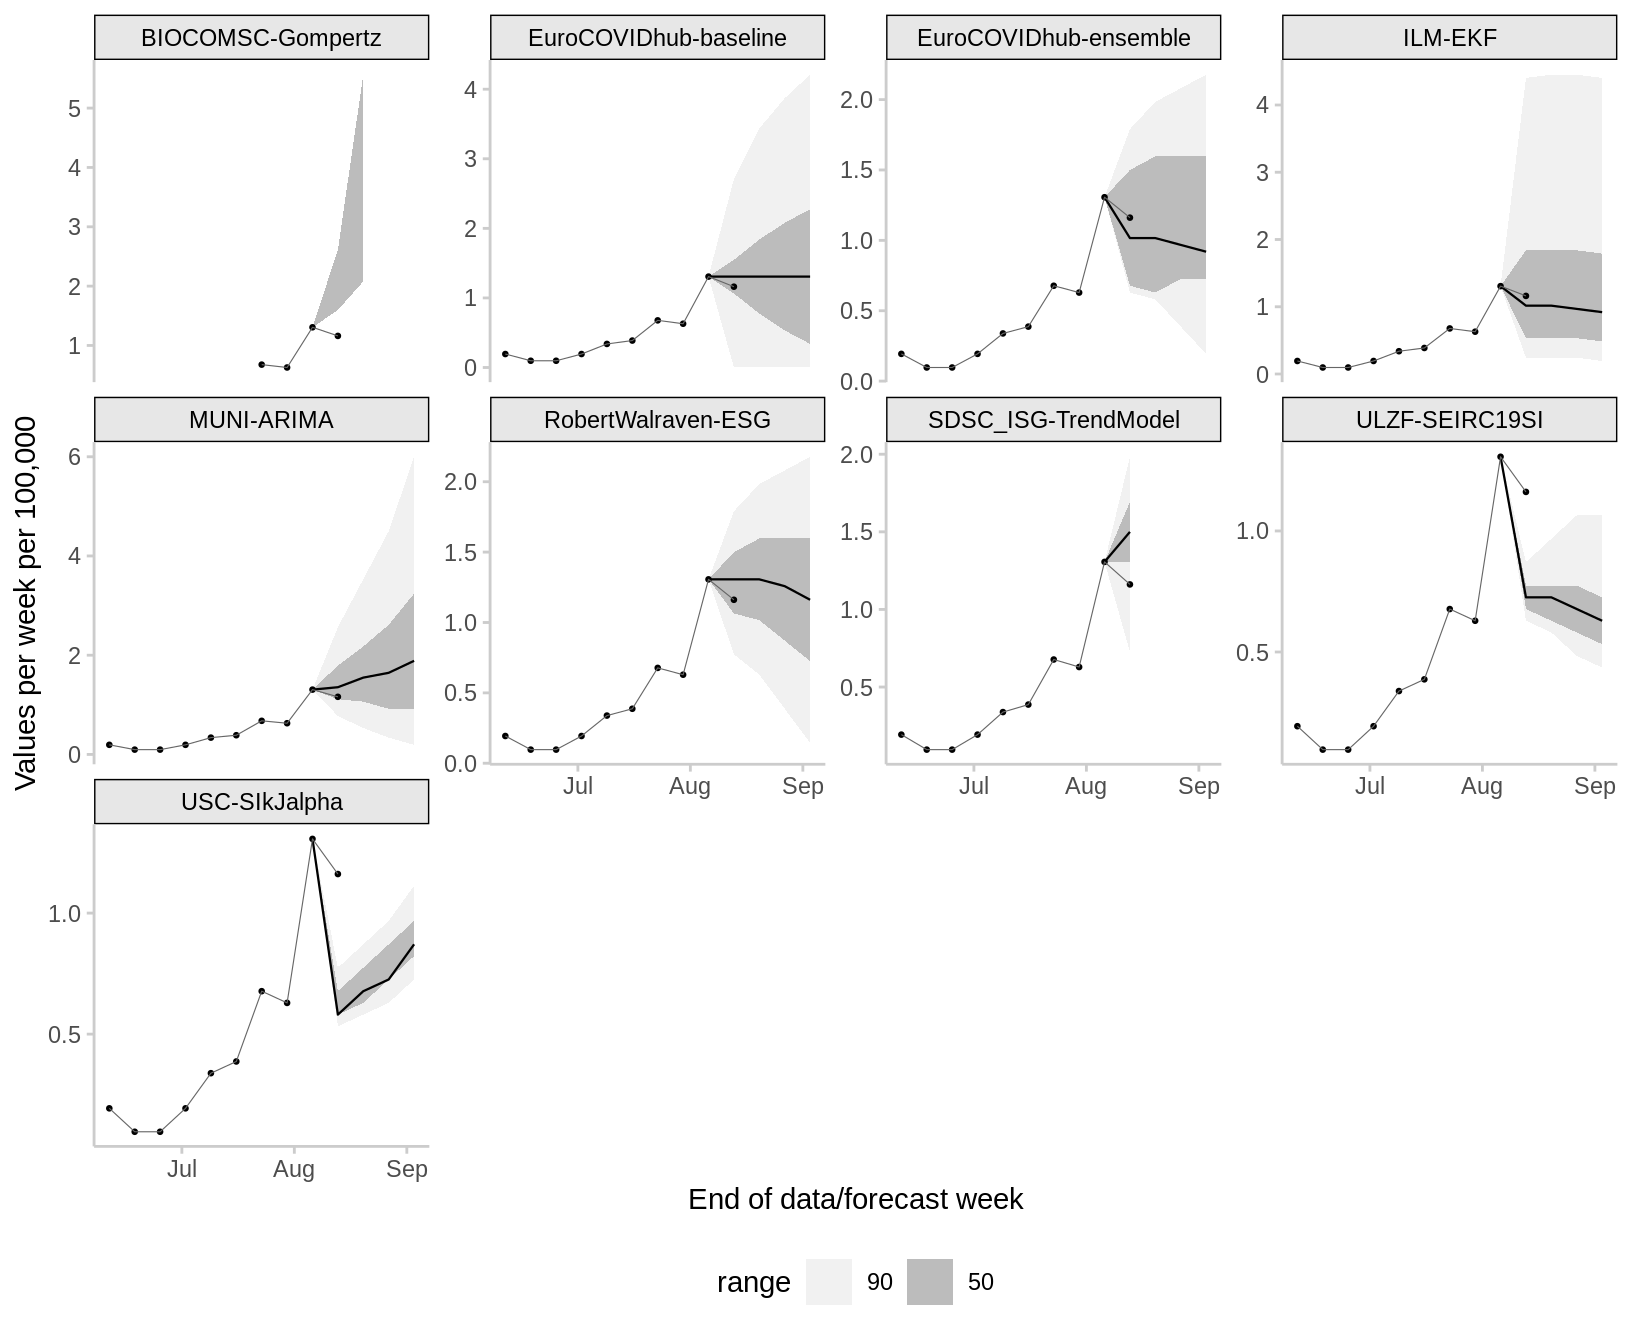 BIOCOMSC-Gompertz
EuroCOVIDhub-baseline
EuroCOVIDhub-ensemble
ILM-EKF
5
4
3
2
1
4
3
2
1
0
2.0
1.5
1.0
0.5
0.0
4
3
2
1
0
MUNI-ARIMA
RobertWalraven-ESG
SDSC_ISG-TrendModel
ULZF-SEIRC19SI
6
4
2
0
2.0
1.5
1.0
0.5
0.0
Jul
Aug
Sep
2.0
1.5
1.0
0.5
Jul
Aug
Sep
1.0
0.5
Jul
Aug
Sep
USC-SIkJalpha
1.0
0.5
Jul
Aug
Sep
Values per week per 100,000
End of data/forecast week
range
90
50